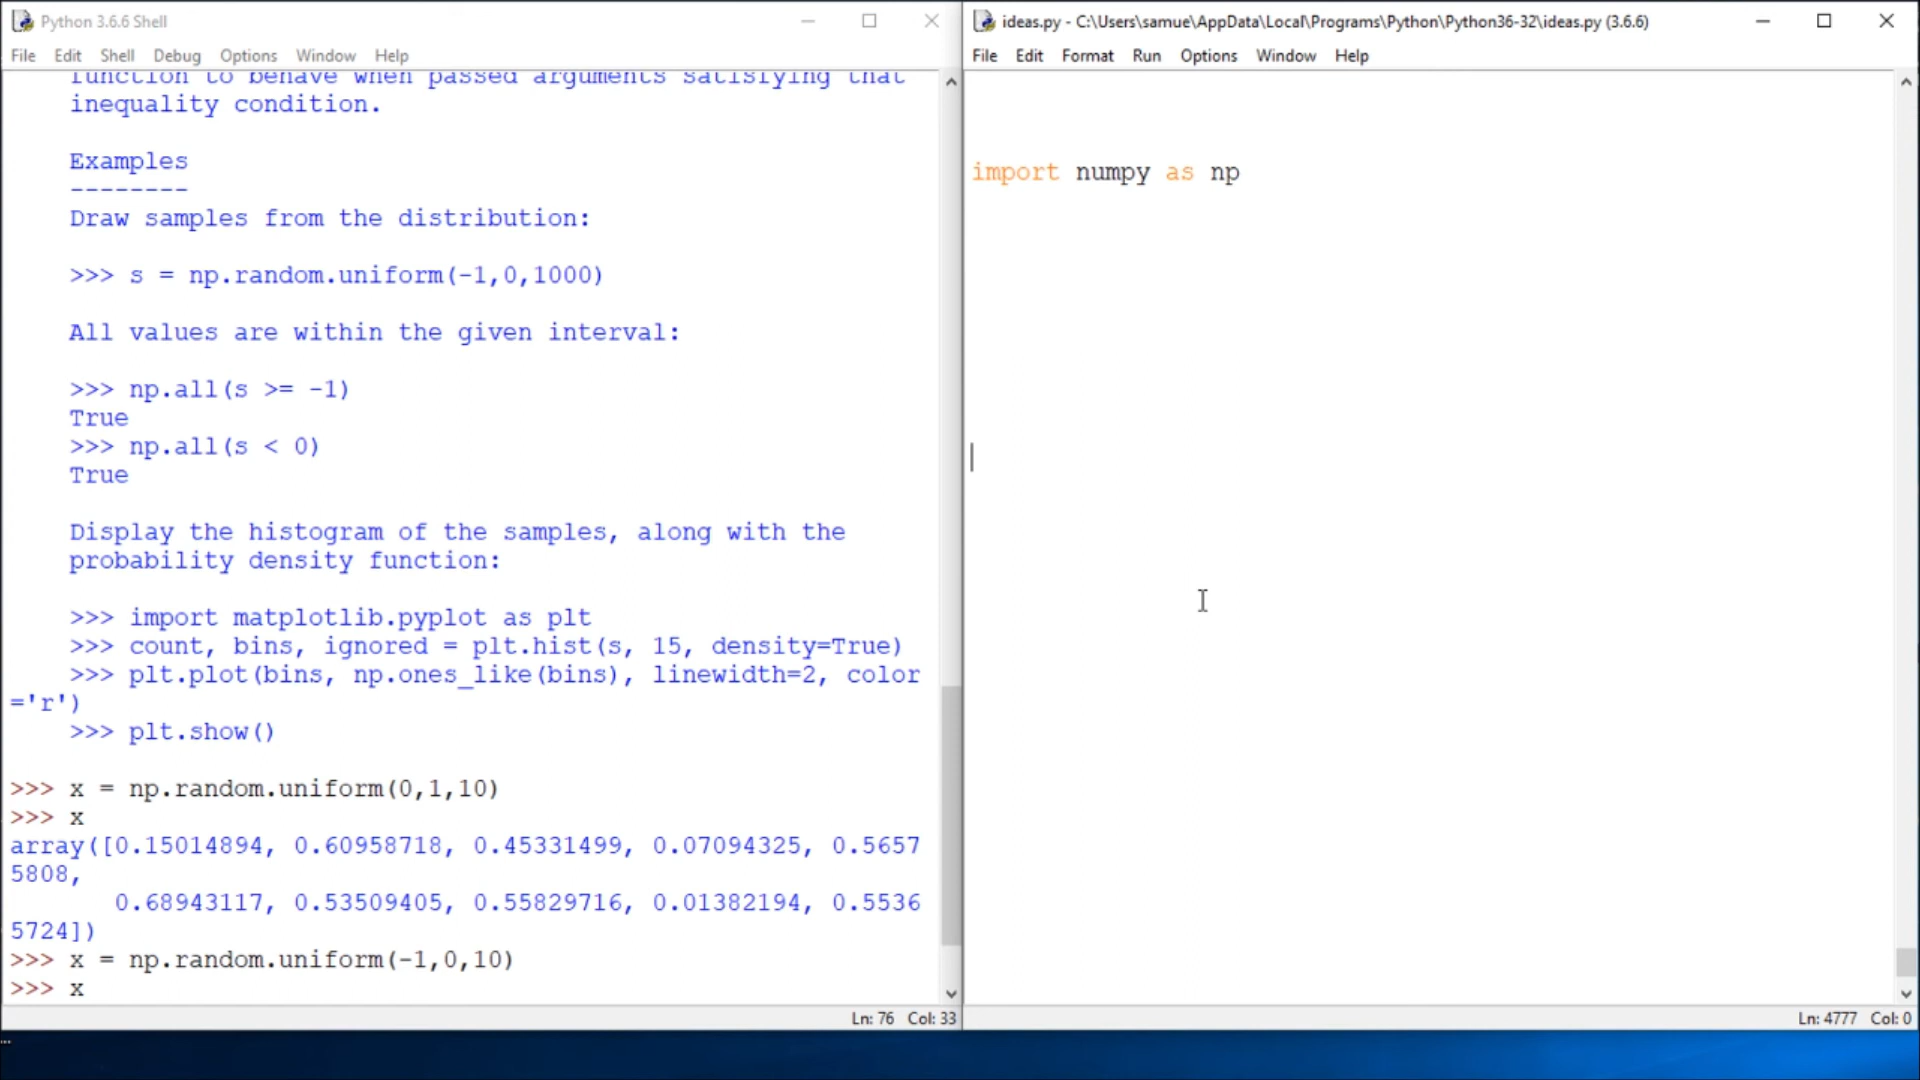 Python 3.6.6 Shell
File Edit Shell Debug Options Window Help
function to behave when passed arguments satisfying that
inequality condition.
Examples
--------
Draw samples from the distribution:
>>> s = np.random.uniform(-1,0,1000)
All values are within the given interval:
>>> np.all(s >= -1)
True
>>> np.all(s < 0)
True
Display the histogram of the samples, along with the
probability density function:
>>> import matplotlib.pyplot as plt
>>> count, bins, ignored = plt.hist(s, 15, density=True)
>>> plt.plot(bins, np.ones_like(bins), linewidth=2, color
='r')
>>> plt.show()
>>> x = np.random.uniform(0,1,10)
>>> x
array([0.15014894, 0.60958718, 0.45331499, 0.07094325, 0.5657
5808,
0.68943117, 0.53509405, 0.55829716, 0.01382194, 0.5536
5724])
>>> x = np.random.uniform(-1,0,10)
>>> x
Ln: 76 Col: 33
ideas.py - C:\Users\samue\AppData\Local\Programs\Python\Python36-32\ideas.py (3.6.6)
File Edit Format Run Options Window Help
import numpy as np
Ln: 4777 Col: 0
...